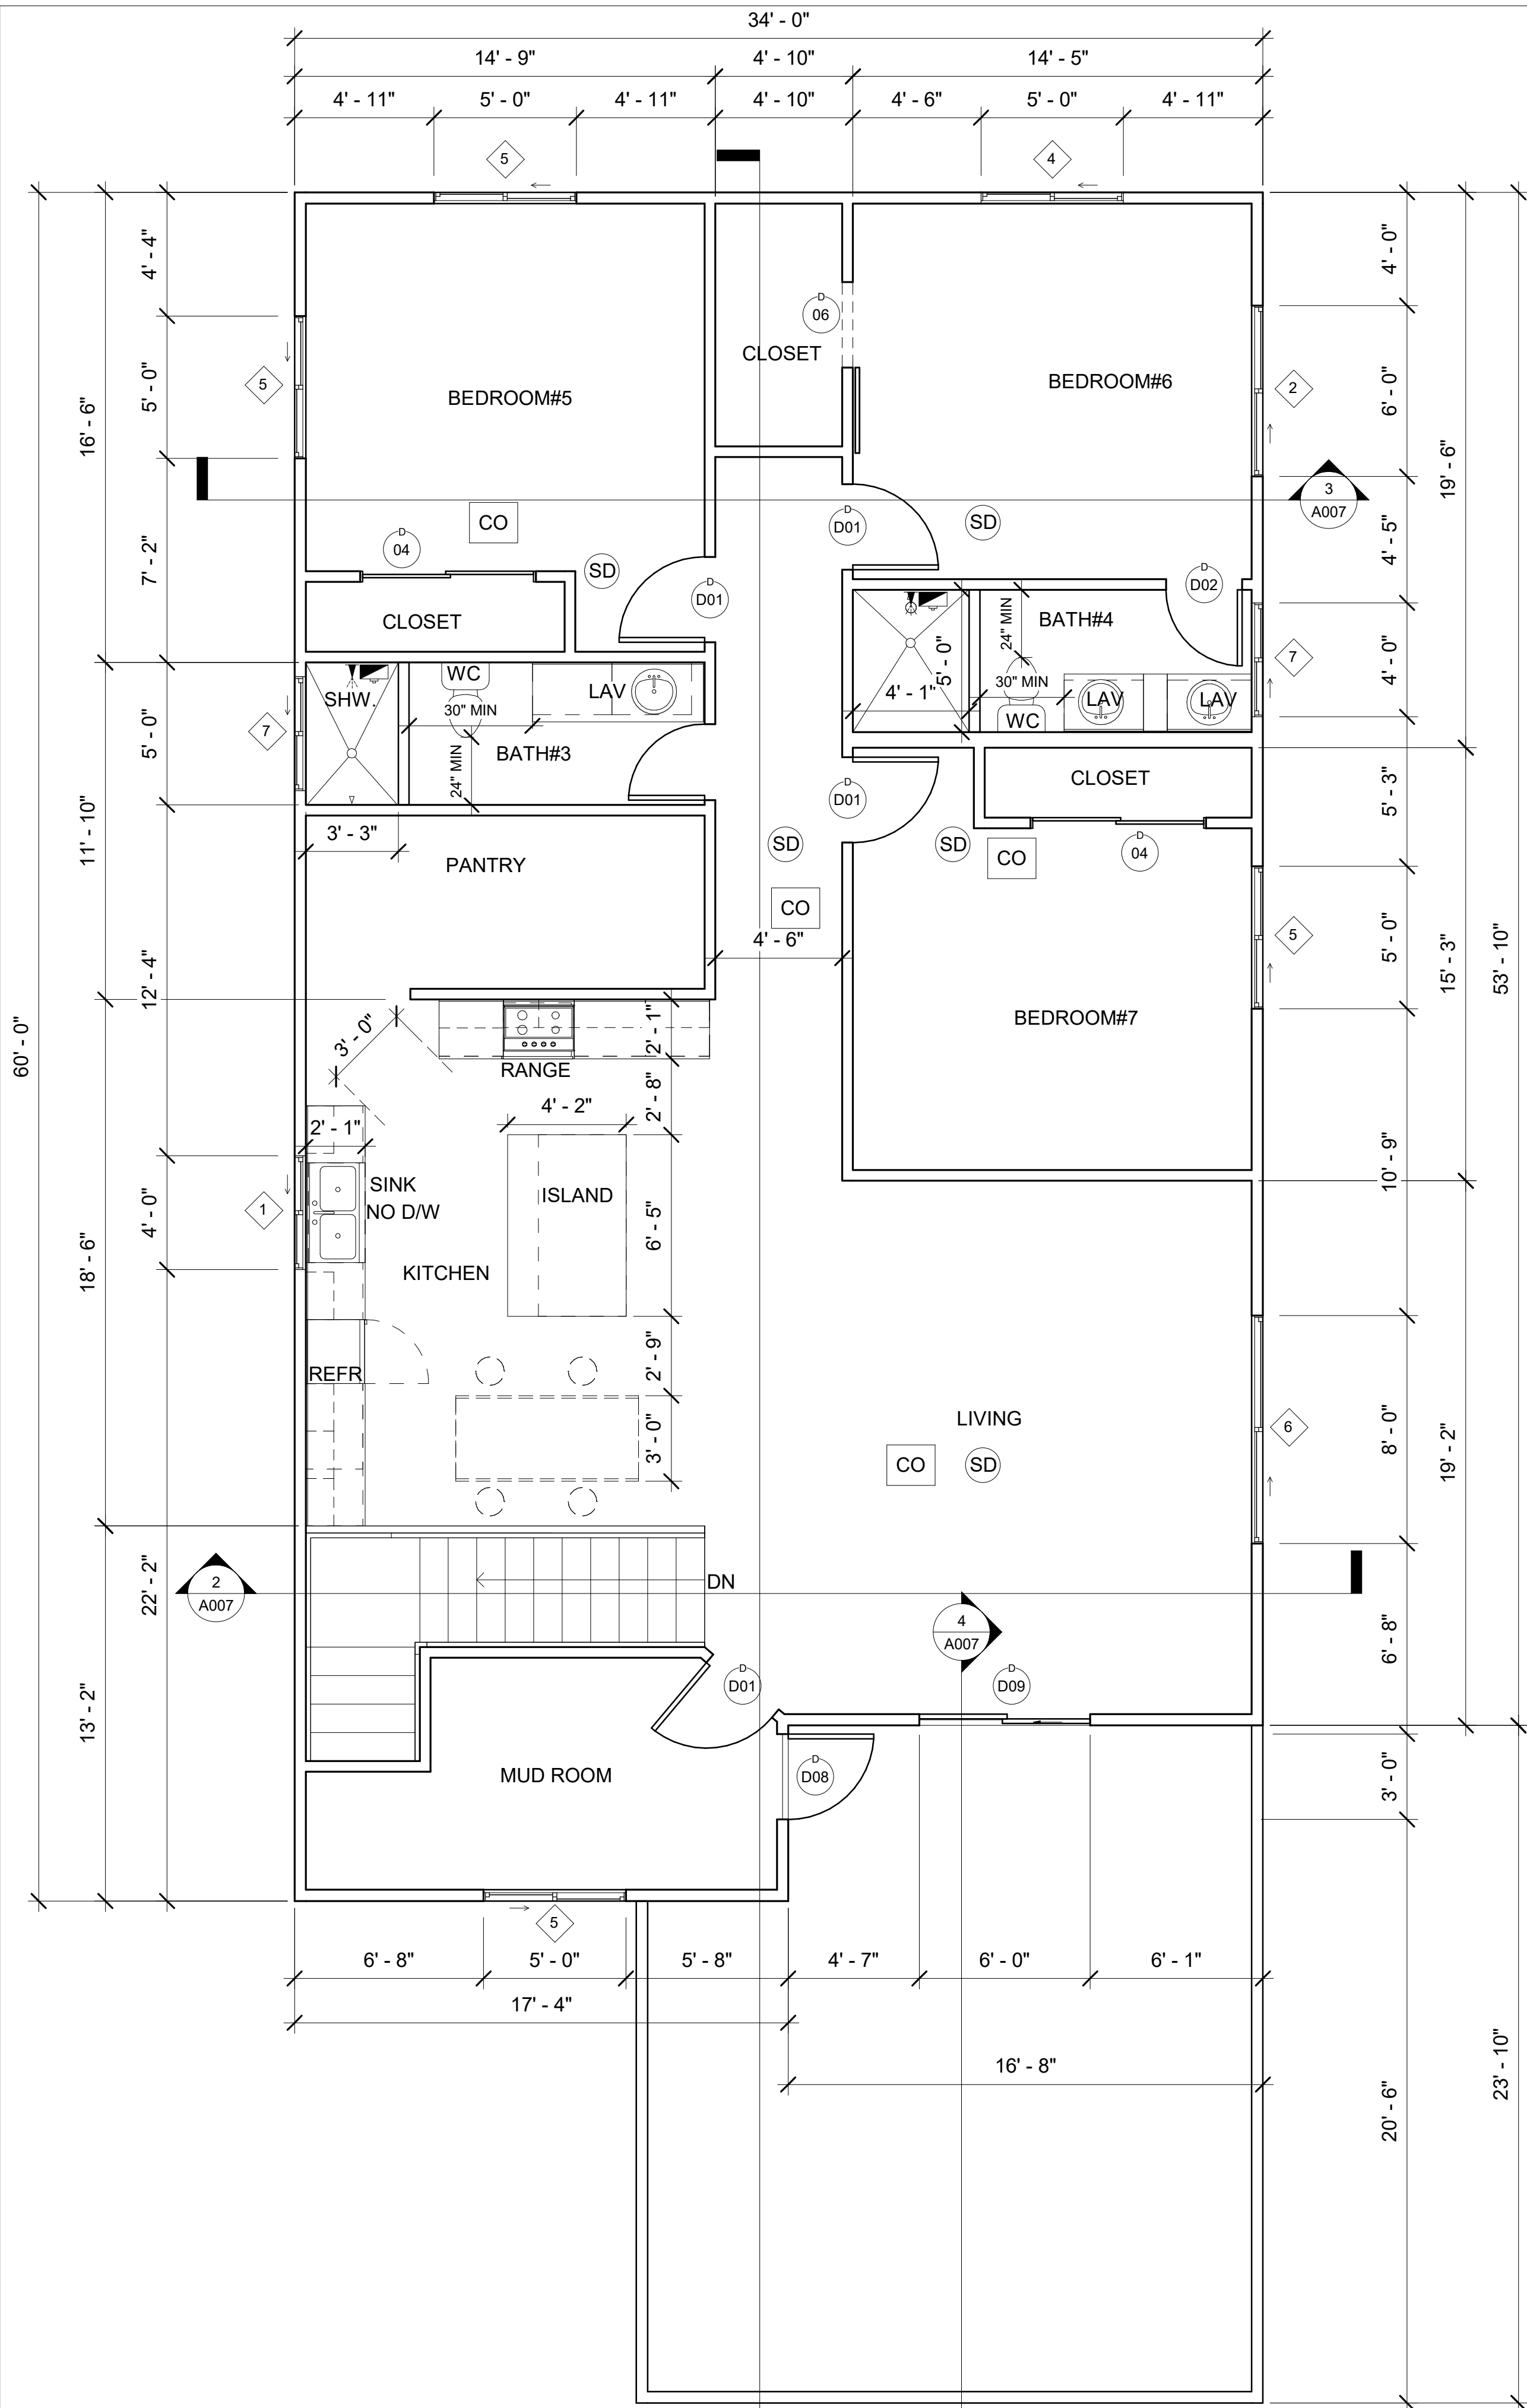 34' - 0"
14' - 9" 4' - 10" 14' - 5"
4' - 11" 5' - 0" 4' - 11" 4' - 10" 4' - 6" 5' - 0" 4' - 11"
5
4
60' - 0"
16' - 6"
11' - 10"
18' - 6"
13' - 2"
4' - 4"
5' - 0"
7' - 2"
5' - 0"
12' - 4"
4' - 0"
22' - 2"
5
7
1
BEDROOM#5
CO
D
04
SD
D
D01
CLOSET
CLOSET
D
06
BEDROOM#6
D
D01
SD
D
D02
2
3
A007
SHW.
WC
30" MIN
24" MIN
LAV
BATH#3
3' - 3"
BATH#4
24" MIN
5' - 0"
4' - 1"
30" MIN
WC
LAV
LAV
7
PANTRY
SD
CO
4' - 6"
D
D01
SD
CO
CLOSET
D
04
BEDROOM#7
5
3' - 0"
RANGE
2' - 1"
2' - 8"
4' - 2"
2' - 1"
SINK
NO D/W
ISLAND
6' - 5"
KITCHEN
REFR
2' - 9"
3' - 0"
LIVING
CO
SD
6
2
A007
DN
4
A007
D
D01
D
D09
MUD ROOM
D
D08
5
4' - 0"
6' - 0"
4' - 5"
4' - 0"
5' - 3"
5' - 0"
10' - 9"
8' - 0"
6' - 8"
3' - 0"
20' - 6"
19' - 6"
15' - 3"
19' - 2"
53' - 10"
23' - 10"
6' - 8" 5' - 0" 5' - 8" 4' - 7" 6' - 0" 6' - 1"
17' - 4"
16' - 8"